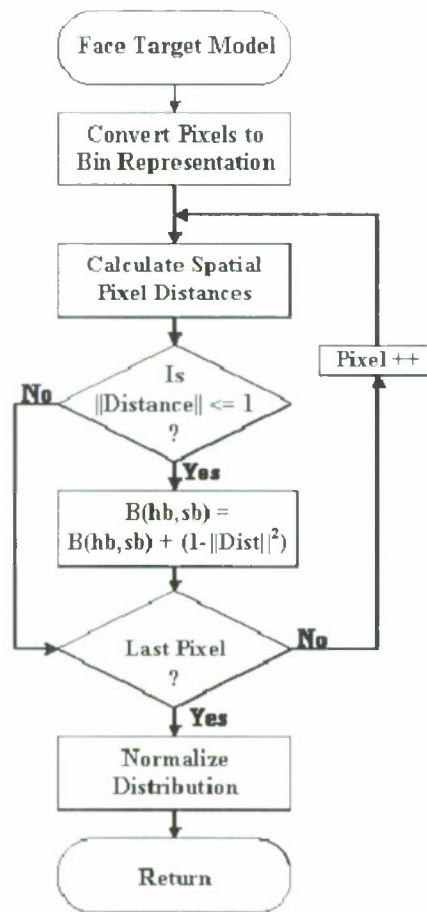 Face Target Model
Convert Pixels to
Bin Representation
Calculate Spatial
Pixel Distances
Pixel ++
Is
No
||Distance|| <= 1
?
Yes
B(hb,sb) =
B(hb,sb) + (1-||Dist||²)
Last Pixel
No
?
Yes
Normalize
Distribution
Return